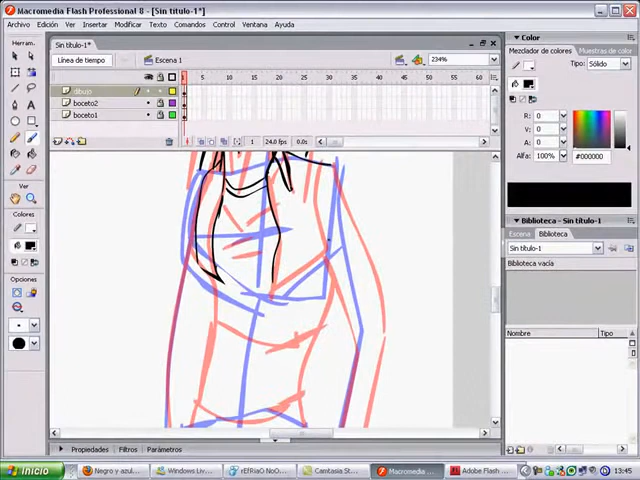 Macromedia Flash Professional 8 - [Sin título-1*]
Archivo Edición Ver Insertar Modificar Texto Comandos Control Ventana Ayuda
Herram.
Sin título-1*
Línea de tiempo
Escena 1
234%
5 10 15 20 25 30 35 40 45 50 55 60
dibujo
boceto2
boceto1
1 24.0 fps 0.0s
Ver
Colores
Opciones
Color
Mezclador de colores Muestras de color
Tipo: Sólido
R: 0
V: 0
A: 0
Alfa: 100% #000000
Biblioteca - Sin título-1
Escena Biblioteca
Sin título-1
Biblioteca vacía
Nombre Tipo
Propiedades Filtros Parámetros
Inicio
Negro y azul...
Windows Liv...
rEfRiaO NoO...
Camtasia St...
Macromedia ...
Adobe Flash ...
13:45